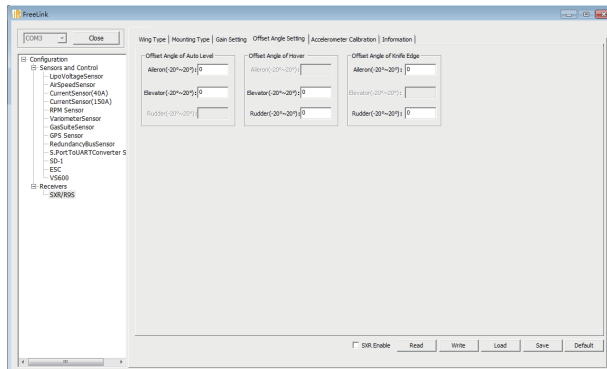 FreeLink
COM3 Close
Wing Type Mounting Type Gain Setting Offset Angle Setting Accelerometer Calibration Information
Configuration
Sensors and Control
LipoVoltageSensor
AirSpeedSensor
CurrentSensor(40A)
CurrentSensor(150A)
RPM Sensor
VariometerSensor
GasSuiteSensor
GPS Sensor
RedundancyBusSensor
S.PortToUARTConverter S
SD-1
ESC
VS600
Receivers
SXR/R9S
Offset Angle of Auto Level
Aileron(-20°~20°): 0
Elevator(-20°~20°): 0
Rudder(-20°~20°):
Offset Angle of Hover
Aileron(-20°~20°):
Elevator(-20°~20°): 0
Rudder(-20°~20°): 0
Offset Angle of Knife Edge
Aileron(-20°~20°): 0
Elevator(-20°~20°):
Rudder(-20°~20°): 0
SXR Enable Read Write Load Save Default